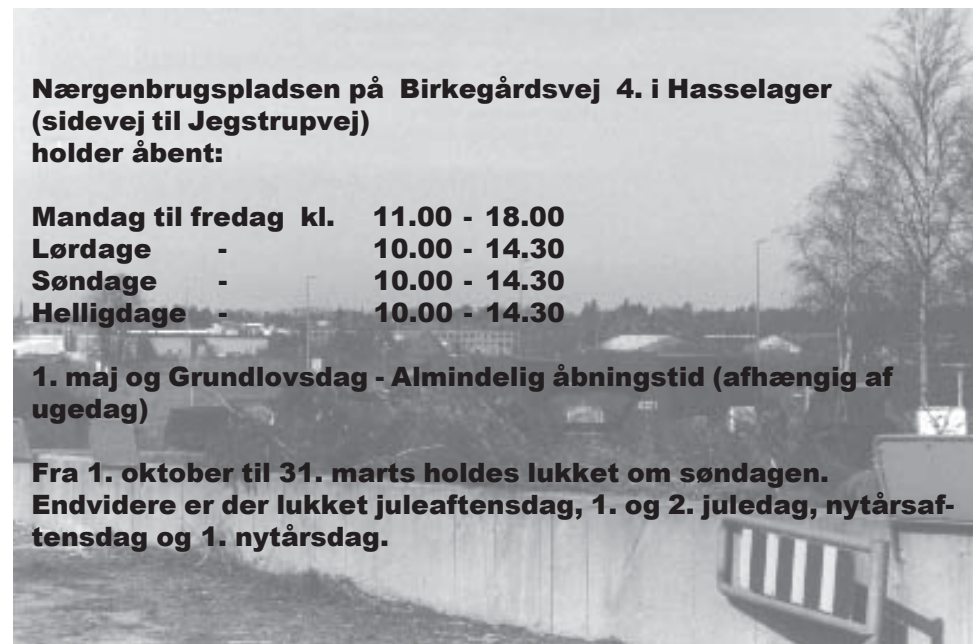 Nærgenbrugspladsen på Birkegårdsvej 4. i Hasselager
(sidevej til Jegstrupvej)
holder åbent:
Mandag til fredag kl. 11.00 - 18.00
Lørdage - 10.00 - 14.30
Søndage - 10.00 - 14.30
Helligdage - 10.00 - 14.30
1. maj og Grundlovsdag - Almindelig åbningstid (afhængig af
ugedag)
Fra 1. oktober til 31. marts holdes lukket om søndagen.
Endvidere er der lukket juleaftensdag, 1. og 2. juledag, nytårsaf-
tensdag og 1. nytårsdag.